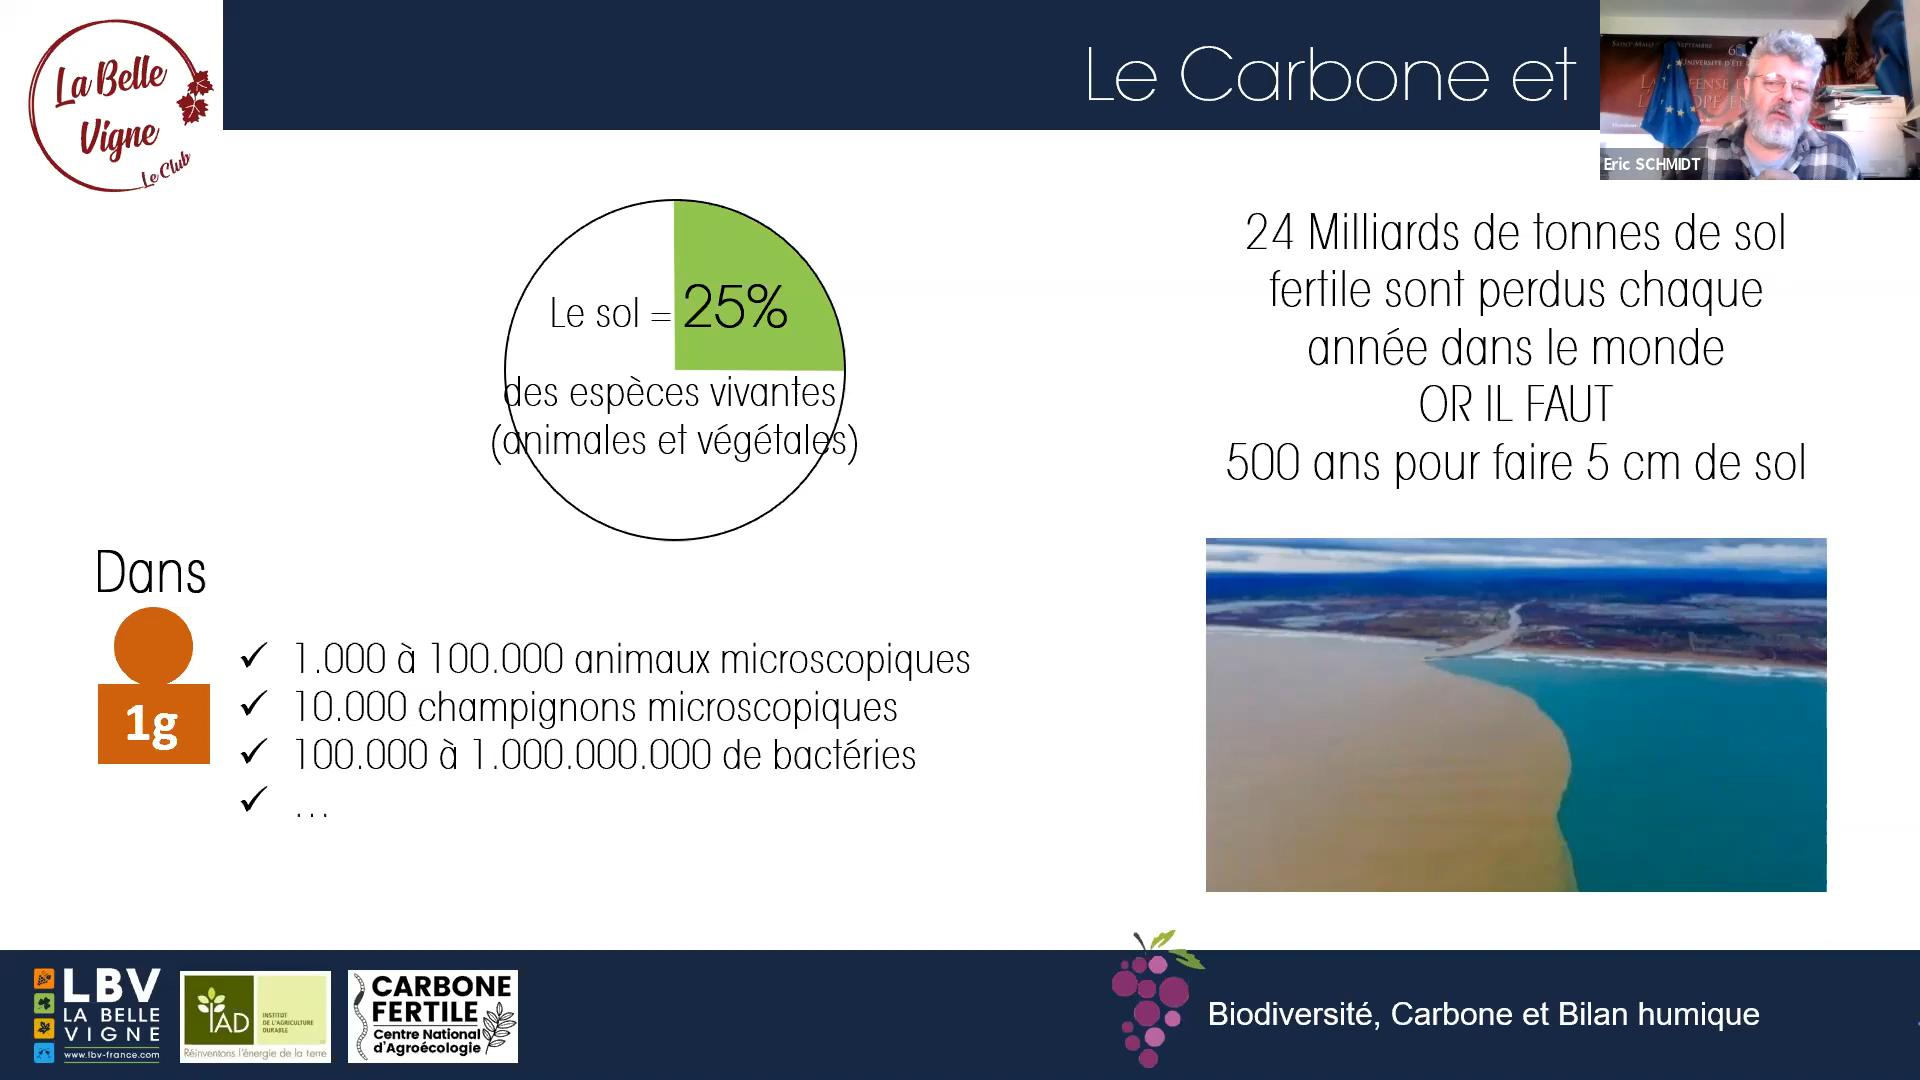 La Belle
Vigne
Le Club
Le Carbone et
Eric SCHMIDT
Le sol = 25%
des espèces vivantes
(animales et végétales)
24 Milliards de tonnes de sol
fertile sont perdus chaque
année dans le monde
OR IL FAUT
500 ans pour faire 5 cm de sol
Dans
1g
✓ 1.000 à 100.000 animaux microscopiques
✓ 10.000 champignons microscopiques
✓ 100.000 à 1.000.000.000 de bactéries
✓ ...
LBV
LA BELLE
VIGNE
www.lbv-france.com
IAD
INSTITUT
DE L'AGRICULTURE
DURABLE
Réinventons l'énergie de la terre
CARBONE
FERTILE
Centre National
d'Agroécologie
Biodiversité, Carbone et Bilan humique